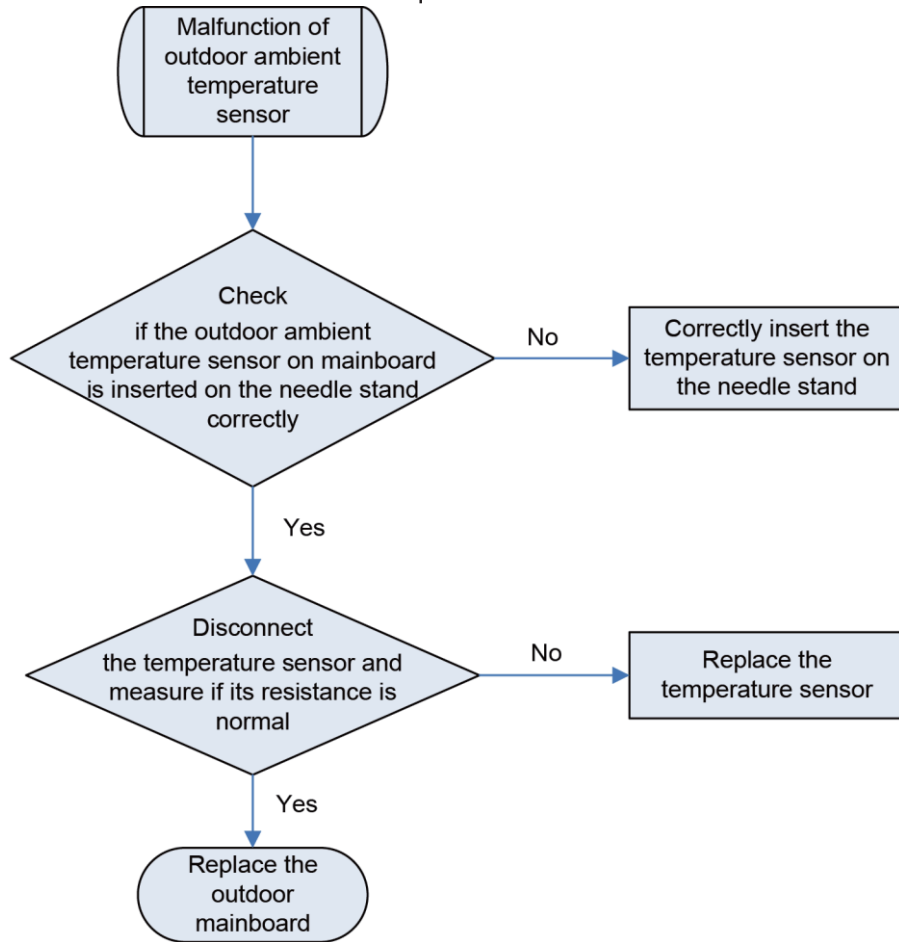 Malfunction of
outdoor ambient
temperature
sensor
Check
if the outdoor ambient
temperature sensor on mainboard
is inserted on the needle stand
correctly
No
Correctly insert the
temperature sensor on
the needle stand
Yes
Disconnect
the temperature sensor and
measure if its resistance is
normal
No
Replace the
temperature sensor
Yes
Replace the
outdoor
mainboard